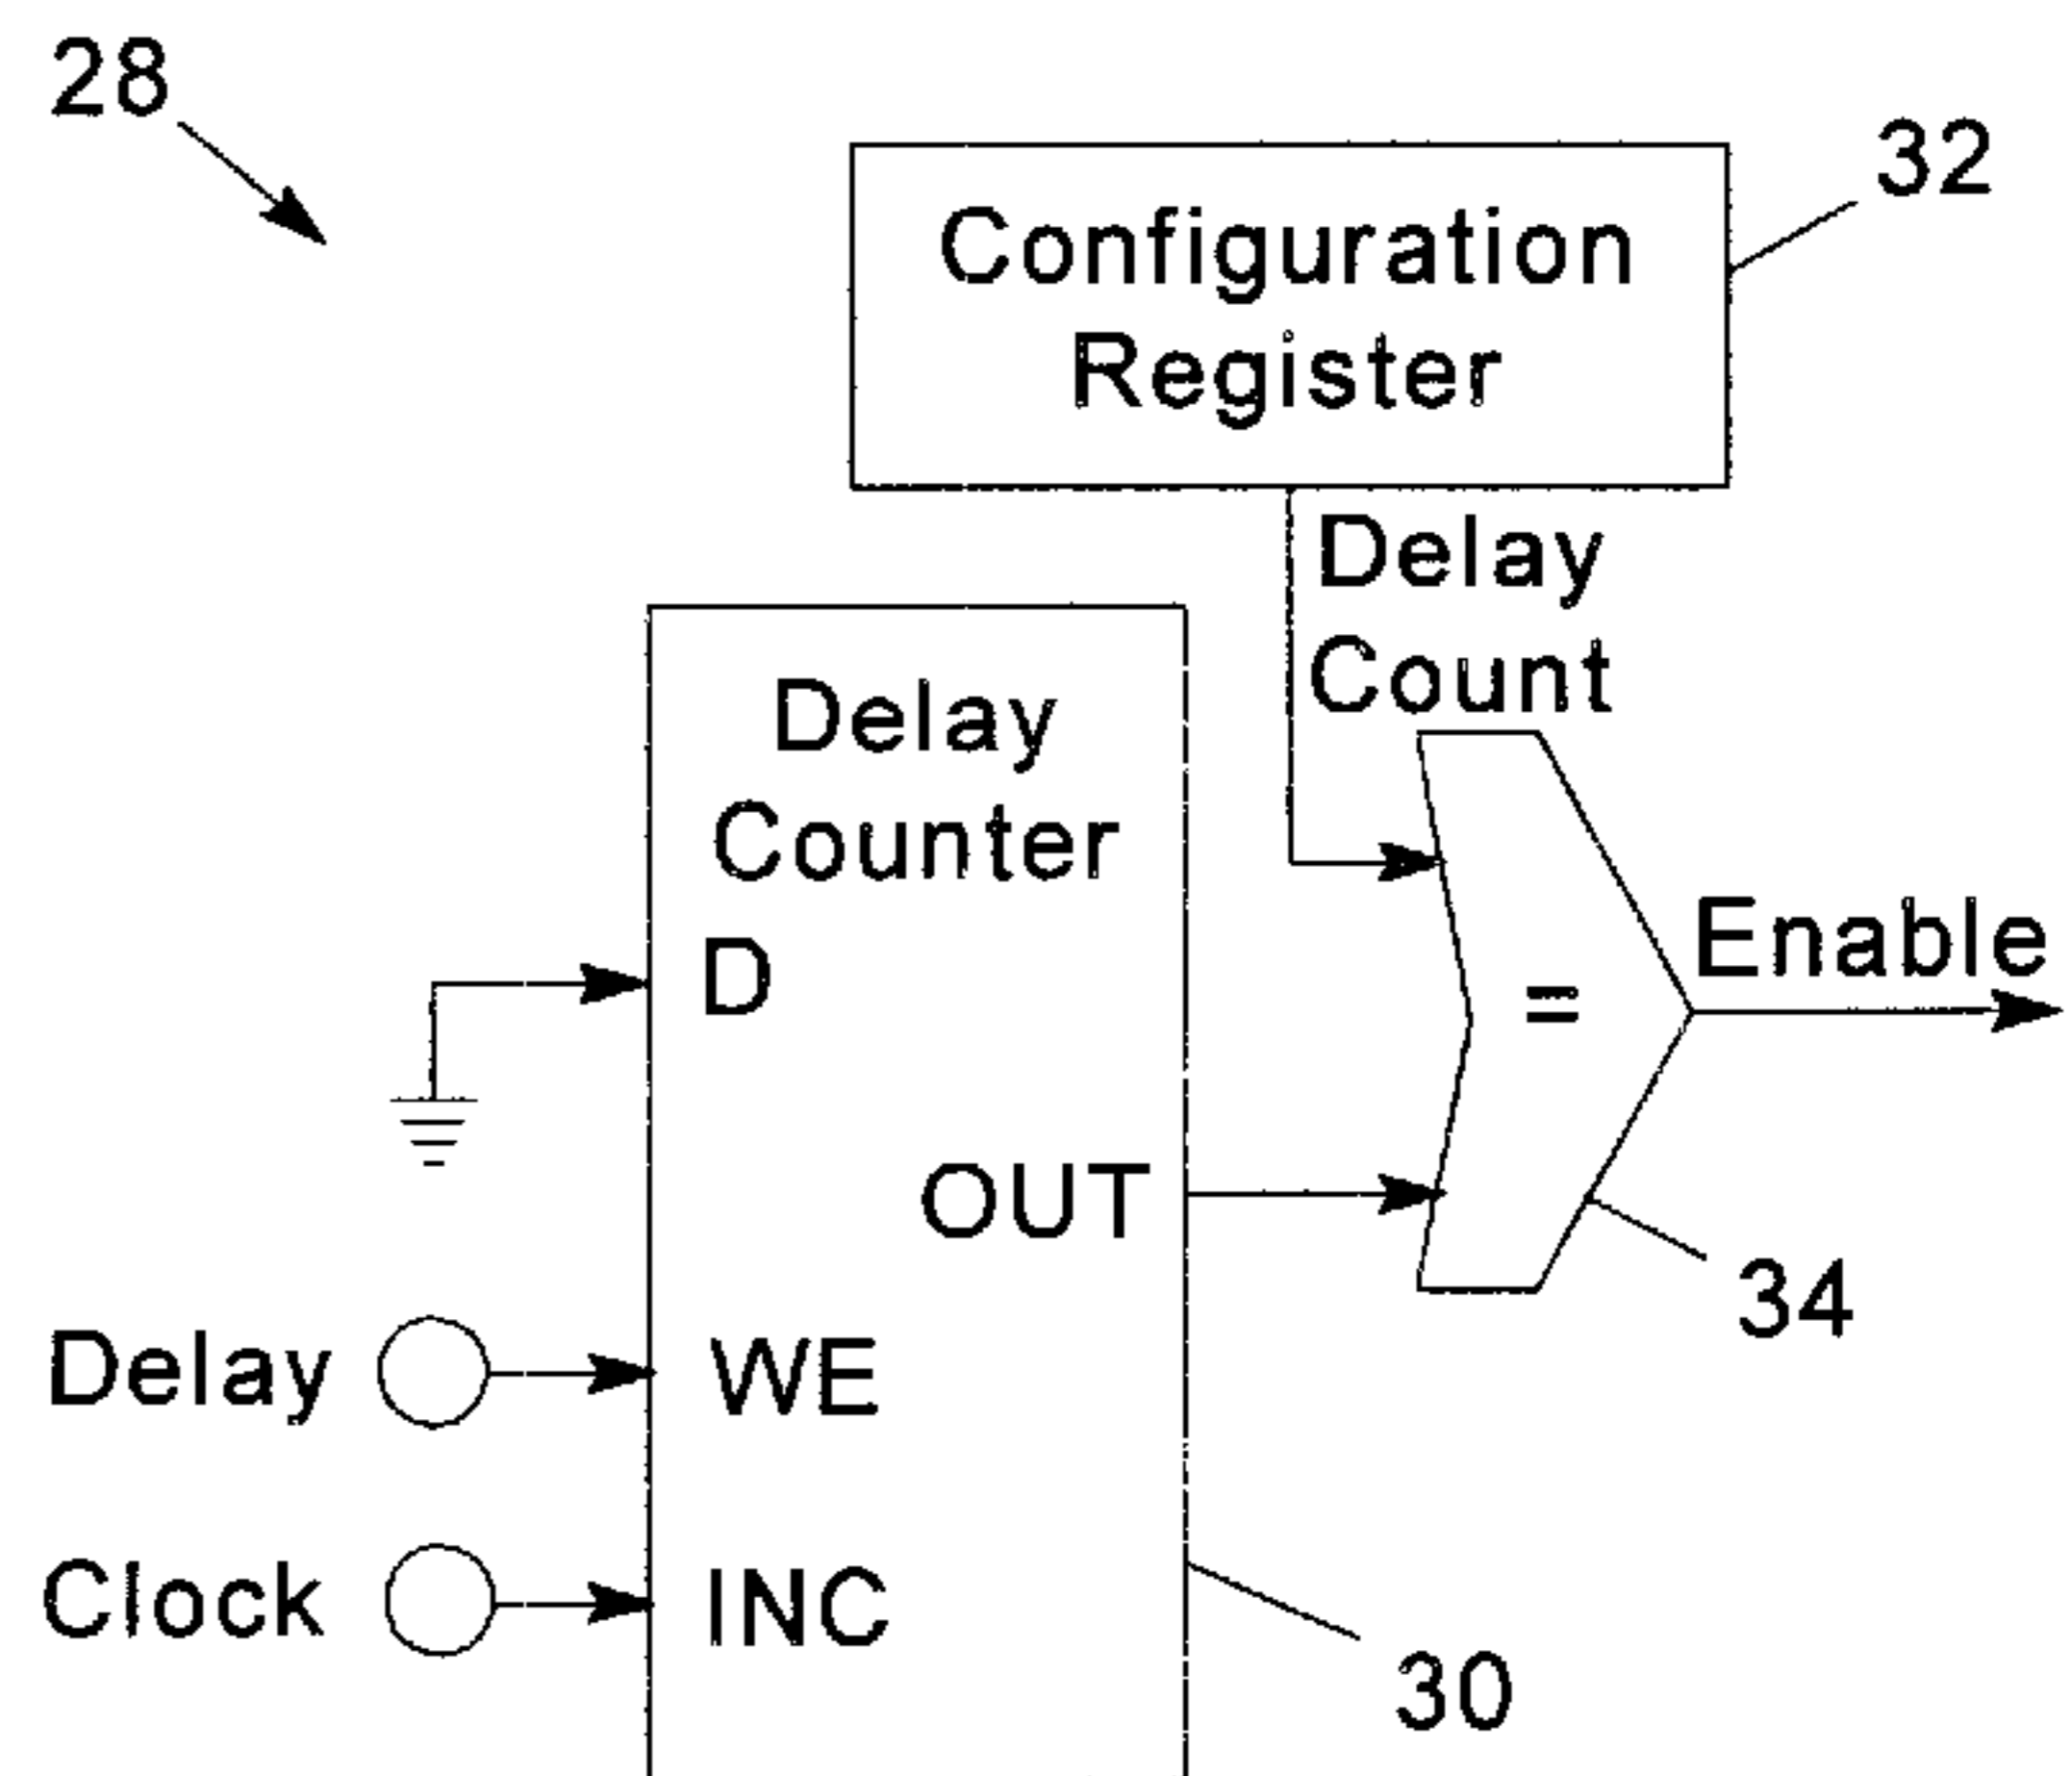 28
32
Configuration
Register
Delay
Count
Delay
Counter
D
Enable
=
OUT
34
Delay
WE
Clock
INC
30